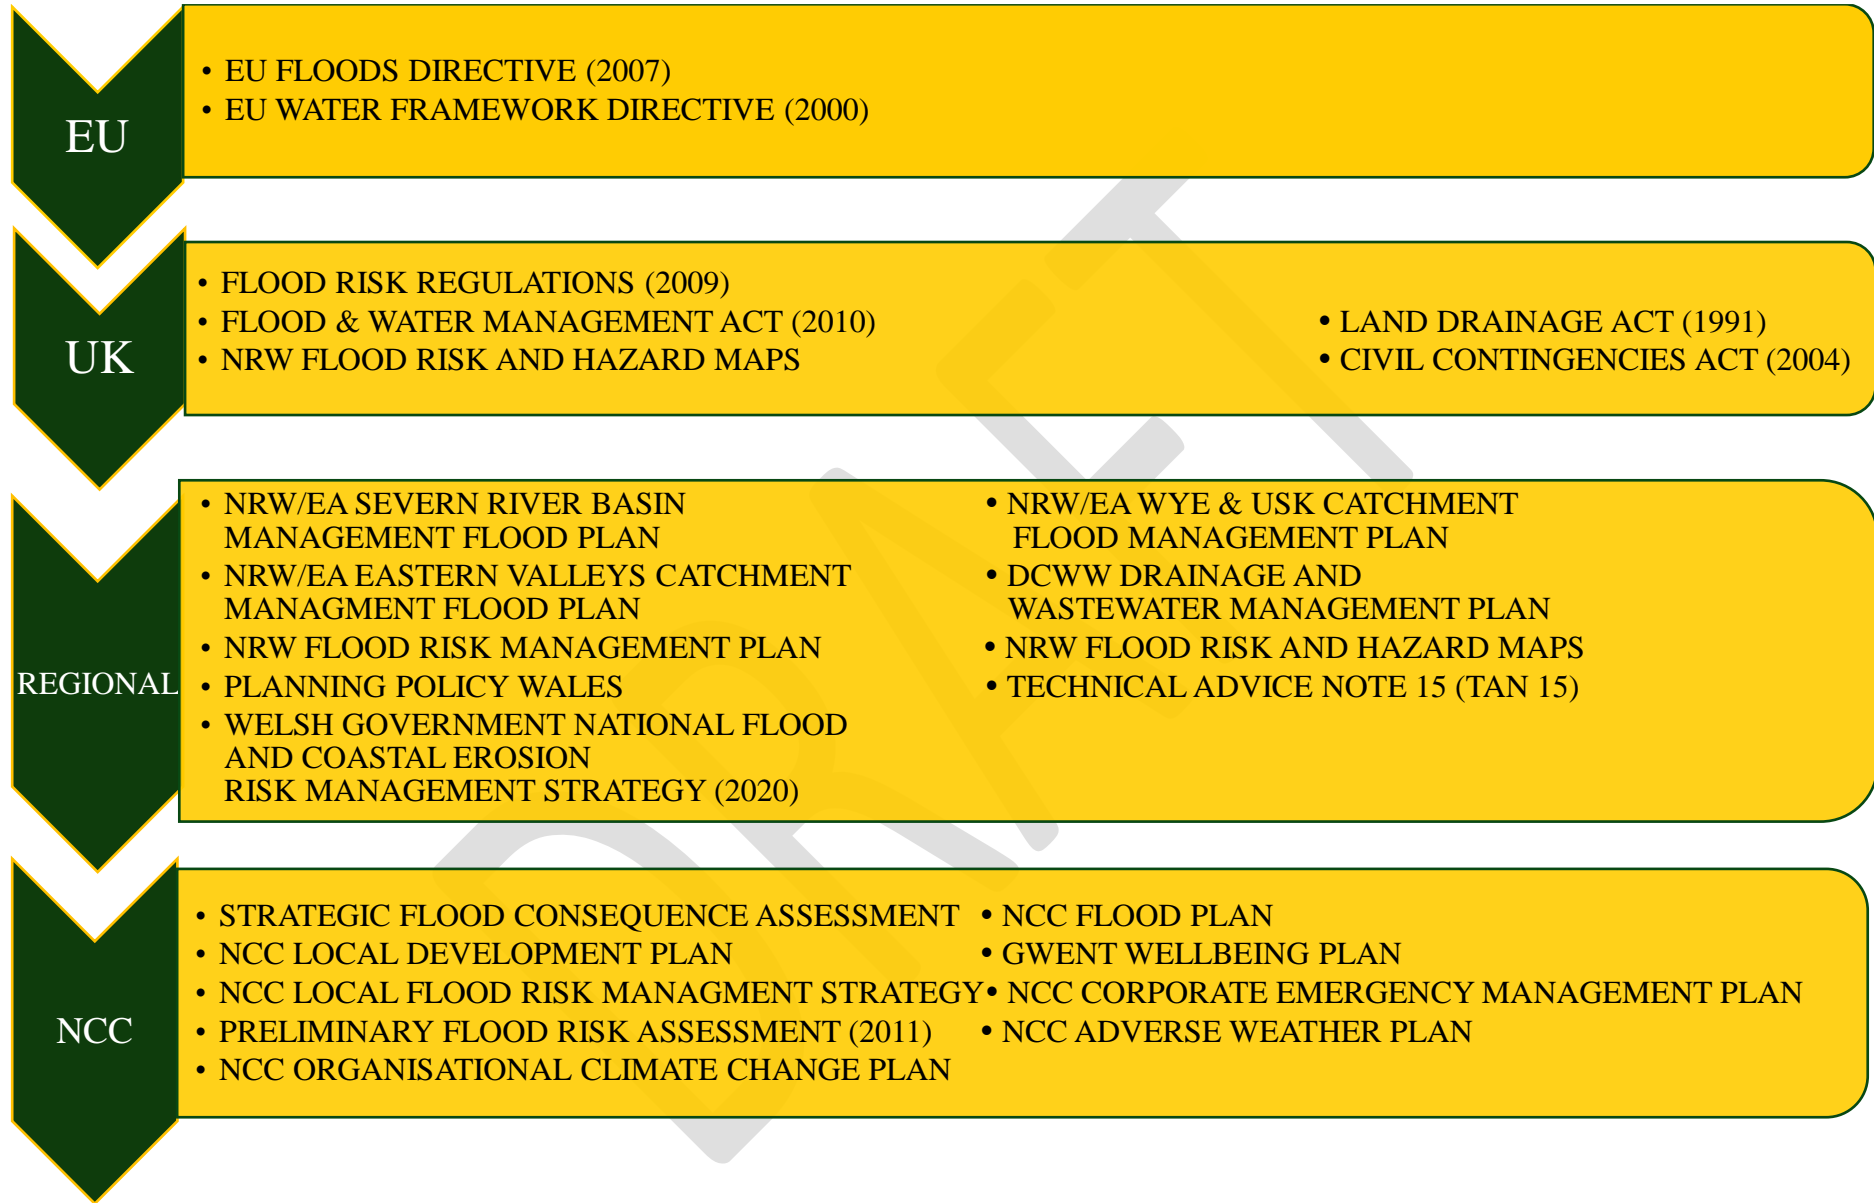 EU
• EU FLOODS DIRECTIVE (2007)
• EU WATER FRAMEWORK DIRECTIVE (2000)
UK
• FLOOD RISK REGULATIONS (2009)
• FLOOD & WATER MANAGEMENT ACT (2010)
• NRW FLOOD RISK AND HAZARD MAPS
• LAND DRAINAGE ACT (1991)
• CIVIL CONTINGENCIES ACT (2004)
REGIONAL
• NRW/EA SEVERN RIVER BASIN
MANAGEMENT FLOOD PLAN
• NRW/EA EASTERN VALLEYS CATCHMENT
MANAGMENT FLOOD PLAN
• NRW FLOOD RISK MANAGEMENT PLAN
• PLANNING POLICY WALES
• WELSH GOVERNMENT NATIONAL FLOOD
AND COASTAL EROSION
RISK MANAGEMENT STRATEGY (2020)
• NRW/EA WYE & USK CATCHMENT
FLOOD MANAGEMENT PLAN
• DCWW DRAINAGE AND
WASTEWATER MANAGEMENT PLAN
• NRW FLOOD RISK AND HAZARD MAPS
• TECHNICAL ADVICE NOTE 15 (TAN 15)
NCC
• STRATEGIC FLOOD CONSEQUENCE ASSESSMENT
• NCC LOCAL DEVELOPMENT PLAN
• NCC LOCAL FLOOD RISK MANAGMENT STRATEGY
• PRELIMINARY FLOOD RISK ASSESSMENT (2011)
• NCC ORGANISATIONAL CLIMATE CHANGE PLAN
• NCC FLOOD PLAN
• GWENT WELLBEING PLAN
• NCC CORPORATE EMERGENCY MANAGEMENT PLAN
• NCC ADVERSE WEATHER PLAN
DRAFT